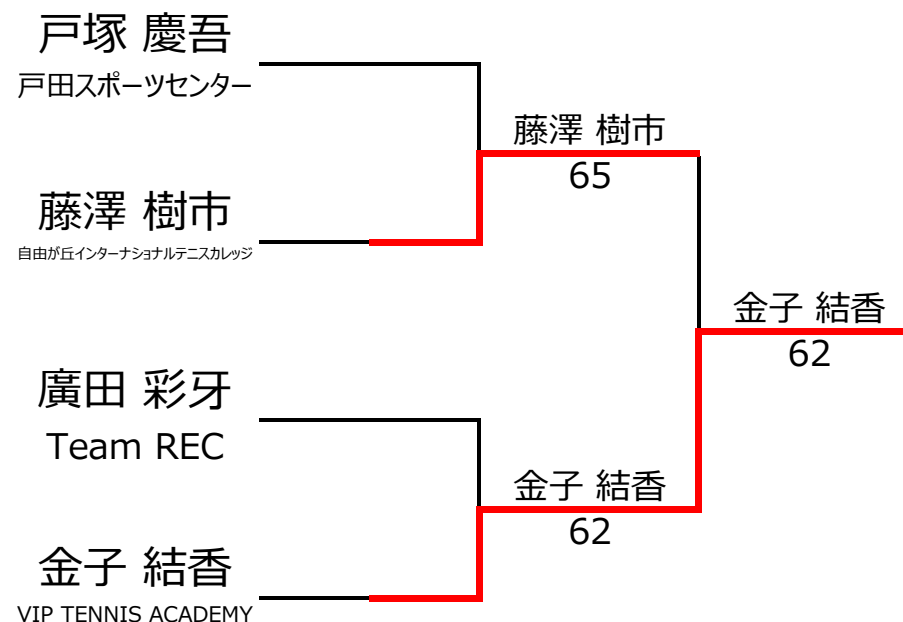 戸塚 慶吾
戸田スポーツセンター
藤澤 樹市
65
藤澤 樹市
自由が丘インターナショナルテニスカレッジ
金子 結香
62
廣田 彩牙
Team REC
金子 結香
62
金子 結香
VIP TENNIS ACADEMY